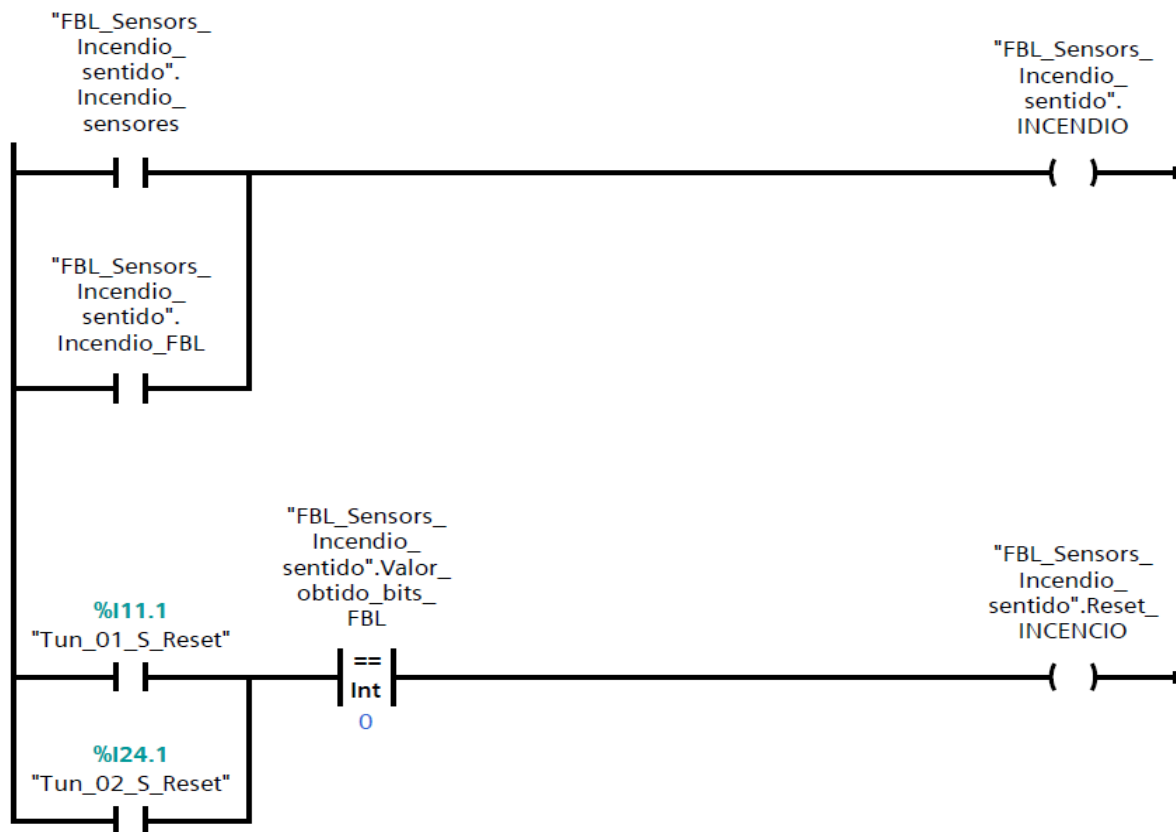 "FBL_Sensors_
Incendio_
sentido".
Incendio_
sensores
"FBL_Sensors_
Incendio_
sentido".
INCENDIO
"FBL_Sensors_
Incendio_
sentido".
Incendio_FBL
"FBL_Sensors_
Incendio_
sentido".Valor_
obtido_bits_
FBL
"FBL_Sensors_
Incendio_
sentido".Reset_
INCENCIO
%I11.1
"Tun_01_S_Reset"
==
Int
0
%I24.1
"Tun_02_S_Reset"